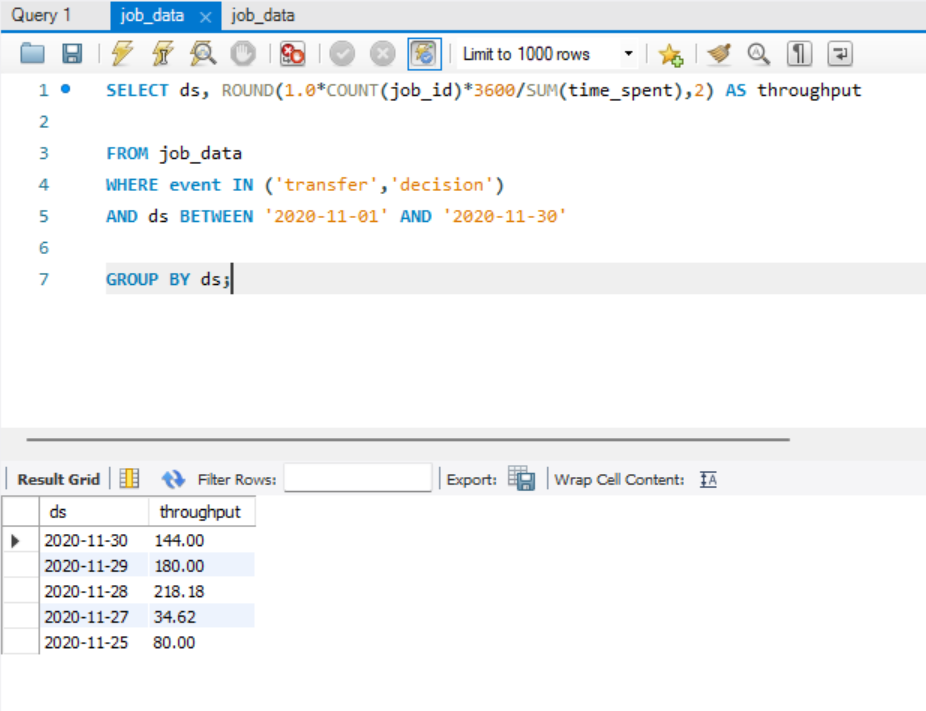 Query 1 job_data job_data
Limit to 1000 rows
1 SELECT ds, ROUND(1.0*COUNT(job_id)*3600/SUM(time_spent),2) AS throughput
2
3 FROM job_data
4 WHERE event IN ('transfer','decision')
5 AND ds BETWEEN '2020-11-01' AND '2020-11-30'
6
7 GROUP BY ds;
Result Grid Filter Rows: Export: Wrap Cell Content:
ds throughput
2020-11-30 144.00
2020-11-29 180.00
2020-11-28 218.18
2020-11-27 34.62
2020-11-25 80.00